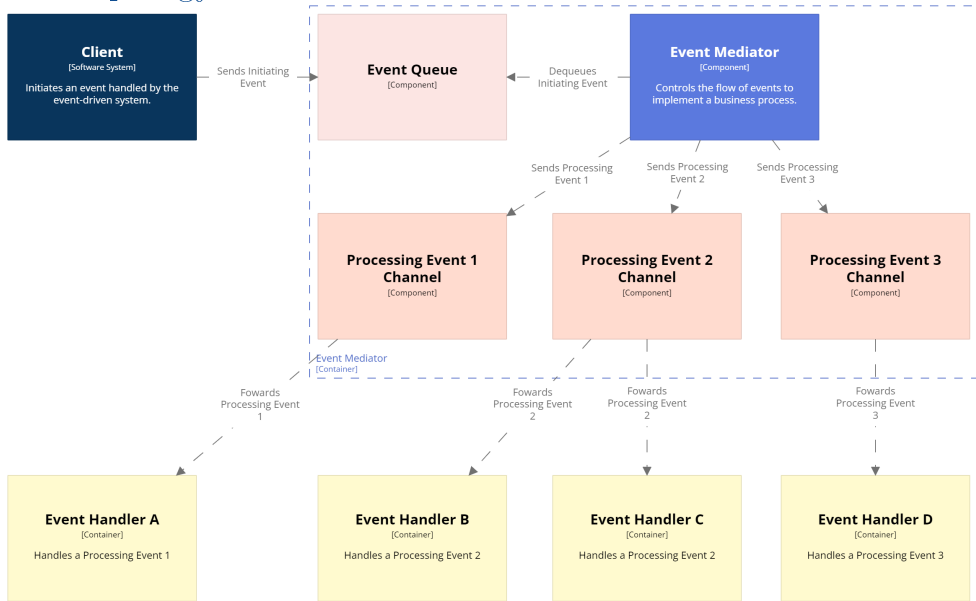 Client
[Software System]
Initiates an event handled by the
event-driven system.
Sends Initiating
Event
Event Queue
[Component]
Dequeues
Initiating Event
Event Mediator
[Component]
Controls the flow of events to
implement a business process.
Sends Processing
Event 1
Sends Processing
Event 2
Sends Processing
Event 3
Processing Event 1
Channel
[Component]
Processing Event 2
Channel
[Component]
Processing Event 3
Channel
[Component]
Event Mediator
[Container]
Fowards
Processing Event
1
Fowards
Processing Event
2
Fowards
Processing Event
2
Fowards
Processing Event
3
Event Handler A
[Container]
Handles a Processing Event 1
Event Handler B
[Container]
Handles a Processing Event 2
Event Handler C
[Container]
Handles a Processing Event 2
Event Handler D
[Container]
Handles a Processing Event 3